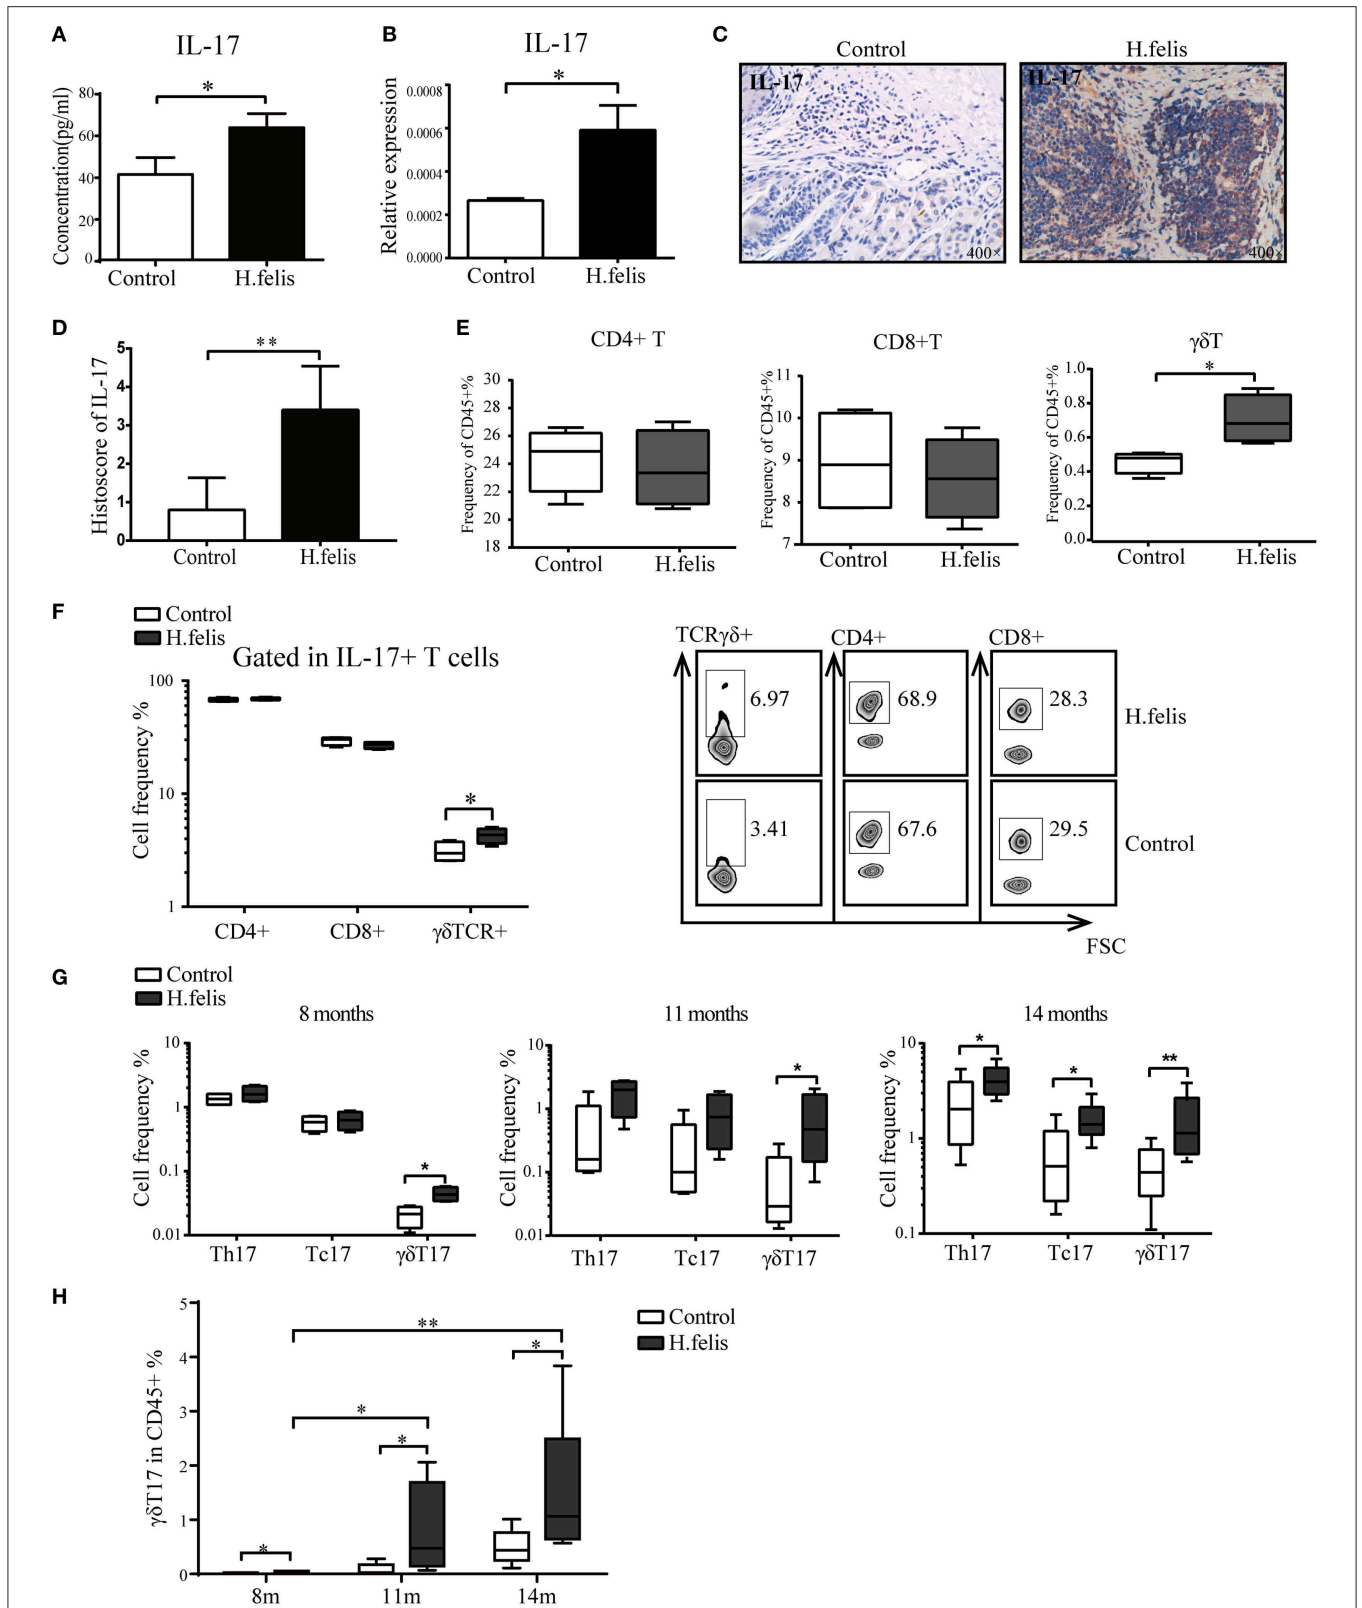 A
IL-17
*
Cconcentration(pg/ml)
80
60
40
20
0
Control
H.felis
B
IL-17
*
Relative expression
0.0008
0.0006
0.0004
0.0002
0.0000
Control
H.felis
C
Control
H.felis
IL-17
400×
IL-17
400×
D
**
Histoscore of IL-17
5
4
3
2
1
0
Control
H.felis
E
CD4+ T
Frequency of CD45+%
30
28
26
24
22
20
18
Control
H.felis
CD8+T
Frequency of CD45+%
11
10
9
8
7
Control
H.felis
γδT
*
Frequency of CD45+%
1.0
0.8
0.6
0.4
0.2
0.0
Control
H.felis
F
Control
H.felis
Gated in IL-17+ T cells
Cell frequency %
100
10
1
*
CD4+
CD8+
γδTCR+
TCRγδ+
CD4+
CD8+
6.97
68.9
28.3
H.felis
3.41
67.6
29.5
Control
FSC
G
Control
H.felis
8 months
Cell frequency %
10
1
0.1
0.01
*
Th17
Tc17
γδT17
11 months
Cell frequency %
10
1
0.1
0.01
*
Th17
Tc17
γδT17
14 months
Cell frequency %
10
1
0.1
*
*
**
Th17
Tc17
γδT17
H
Control
H.felis
γδT17 in CD45+ %
5
4
3
2
1
0
**
*
*
*
*
8m
11m
14m